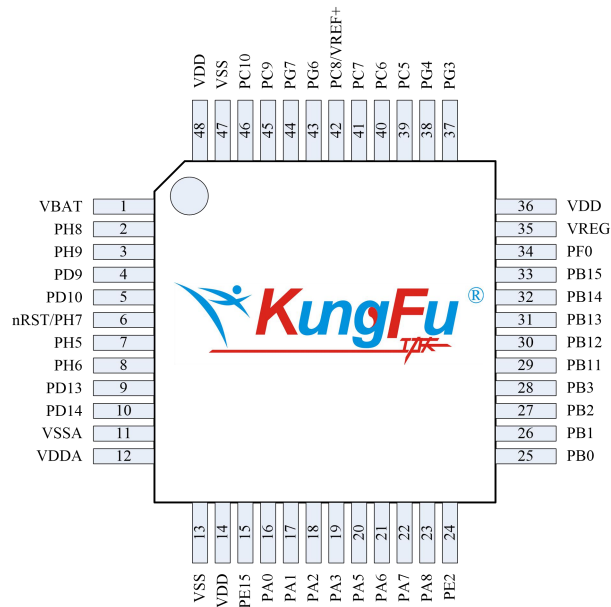 VDD
VSS
PC10
PC9
PG7
PG6
PC8/VREF+
PC7
PC6
PC5
PG4
PG3
48
47
46
45
44
43
42
41
40
39
38
37
VBAT 1
PH8 2
PH9 3
PD9 4
PD10 5
nRST/PH7 6
PH5 7
PH6 8
PD13 9
PD14 10
VSSA 11
VDDA 12
KungFu ®
36 VDD
35 VREG
34 PF0
33 PB15
32 PB14
31 PB13
30 PB12
29 PB11
28 PB3
27 PB2
26 PB1
25 PB0
13
14
15
16
17
18
19
20
21
22
23
24
VSS
VDD
PE15
PA0
PA1
PA2
PA3
PA5
PA6
PA7
PA8
PE2